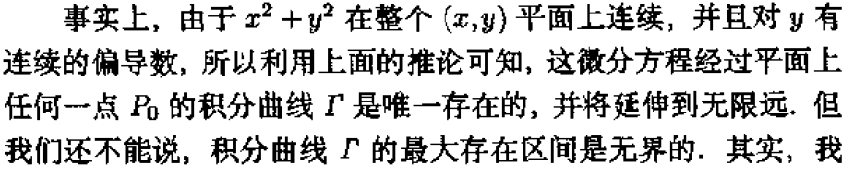 事实上, 由于 x² + y² 在整个 (x,y) 平面上连续, 并且对 y 有
连续的偏导数, 所以利用上面的推论可知, 这微分方程经过平面上
任何一点 P₀ 的积分曲线 Γ 是唯一存在的, 并将延伸到无限远. 但
我们还不能说, 积分曲线 Γ 的最大存在区间是无界的. 其实, 我